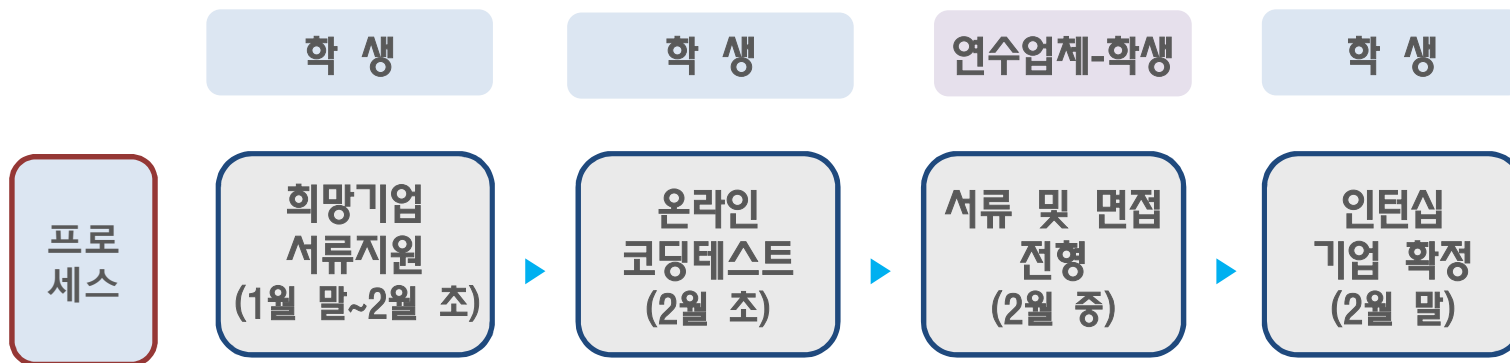 학 생
학 생
연수업체-학생
학 생
프로
세스
희망기업
서류지원
(1월 말~2월 초)
온라인
코딩테스트
(2월 초)
서류 및 면접
전형
(2월 중)
인턴십
기업 확정
(2월 말)